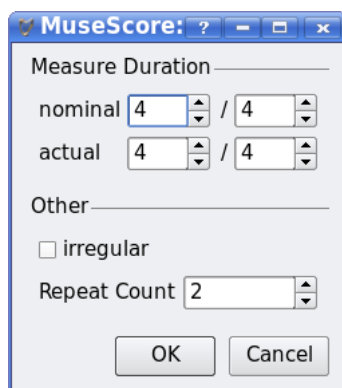 MuseScore: ?
Measure Duration
nominal 4 / 4
actual 4 / 4
Other
irregular
Repeat Count 2
OK Cancel